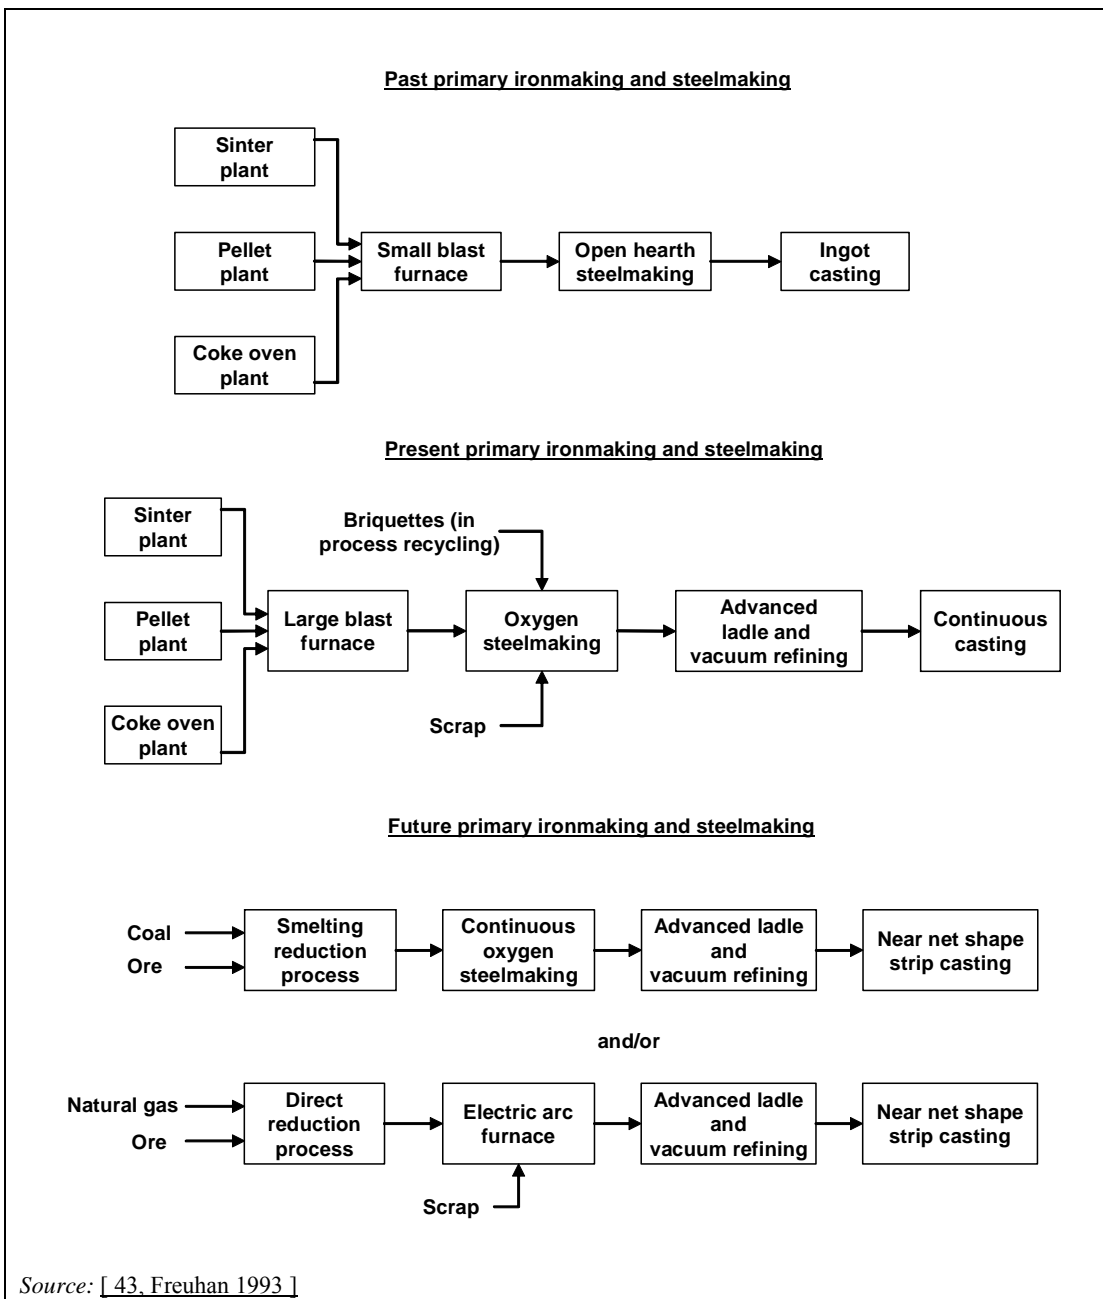 Past primary ironmaking and steelmaking
Sinter
plant
Pellet
plant
Small blast
furnace
Open hearth
steelmaking
Ingot
casting
Coke oven
plant
Present primary ironmaking and steelmaking
Sinter
plant
Briquettes (in
process recycling)
Pellet
plant
Large blast
furnace
Oxygen
steelmaking
Advanced
ladle and
vacuum refining
Continuous
casting
Coke oven
plant
Scrap
Future primary ironmaking and steelmaking
Coal
Ore
Smelting
reduction
process
Continuous
oxygen
steelmaking
Advanced ladle
and
vacuum refining
Near net shape
strip casting
and/or
Natural gas
Ore
Direct
reduction
process
Electric arc
furnace
Advanced ladle
and
vacuum refining
Near net shape
strip casting
Scrap
Source: [ 43, Freuhan 1993 ]